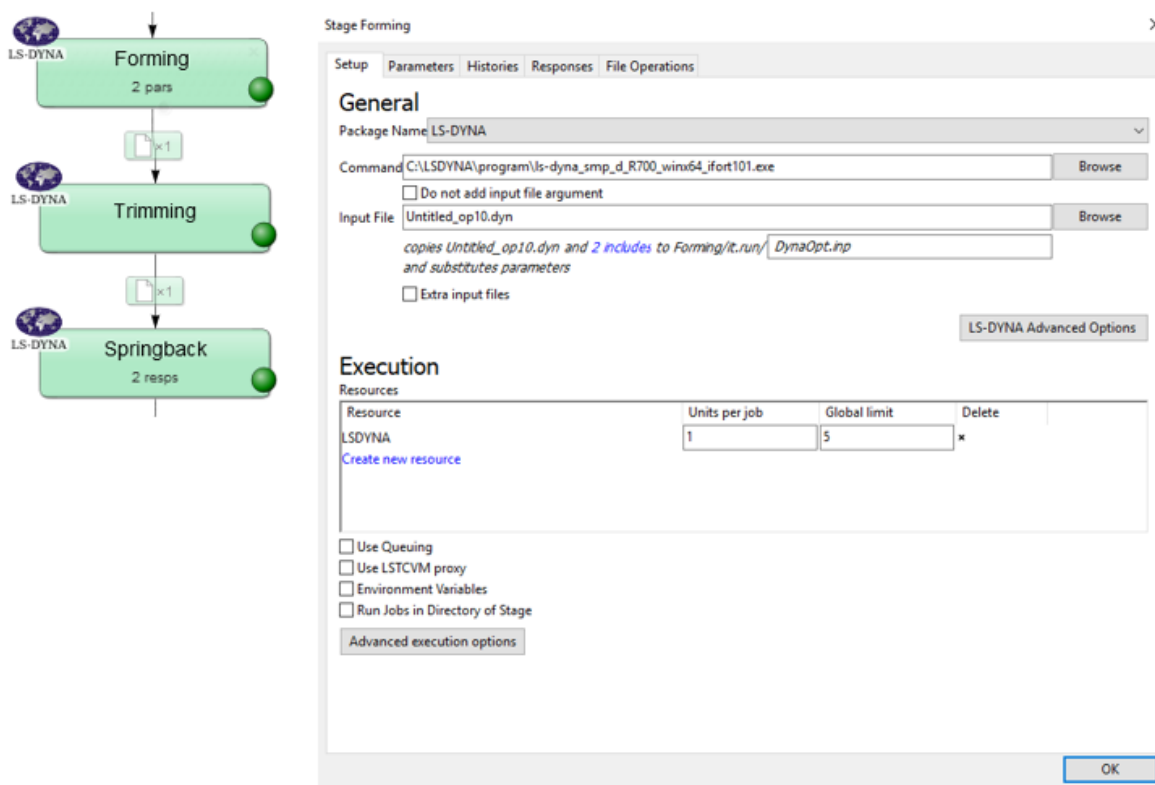 LS-DYNA
Forming
2 pars
×1
LS-DYNA
Trimming
×1
LS-DYNA
Springback
2 resps
Stage Forming
Setup Parameters Histories Responses File Operations
General
Package Name LS-DYNA
Command C:\LSDYNA\program\ls-dyna_smp_d_R700_winx64_ifort101.exe Browse
Do not add input file argument
Input File Untitled_op10.dyn Browse
copies Untitled_op10.dyn and 2 includes to Forming/it.run/ DynaOpt.inp
and substitutes parameters
Extra input files
LS-DYNA Advanced Options
Execution
Resources
Resource Units per job Global limit Delete
LSDYNA 1 5 ×
Create new resource
Use Queuing
Use LSTCVM proxy
Environment Variables
Run Jobs in Directory of Stage
Advanced execution options
OK